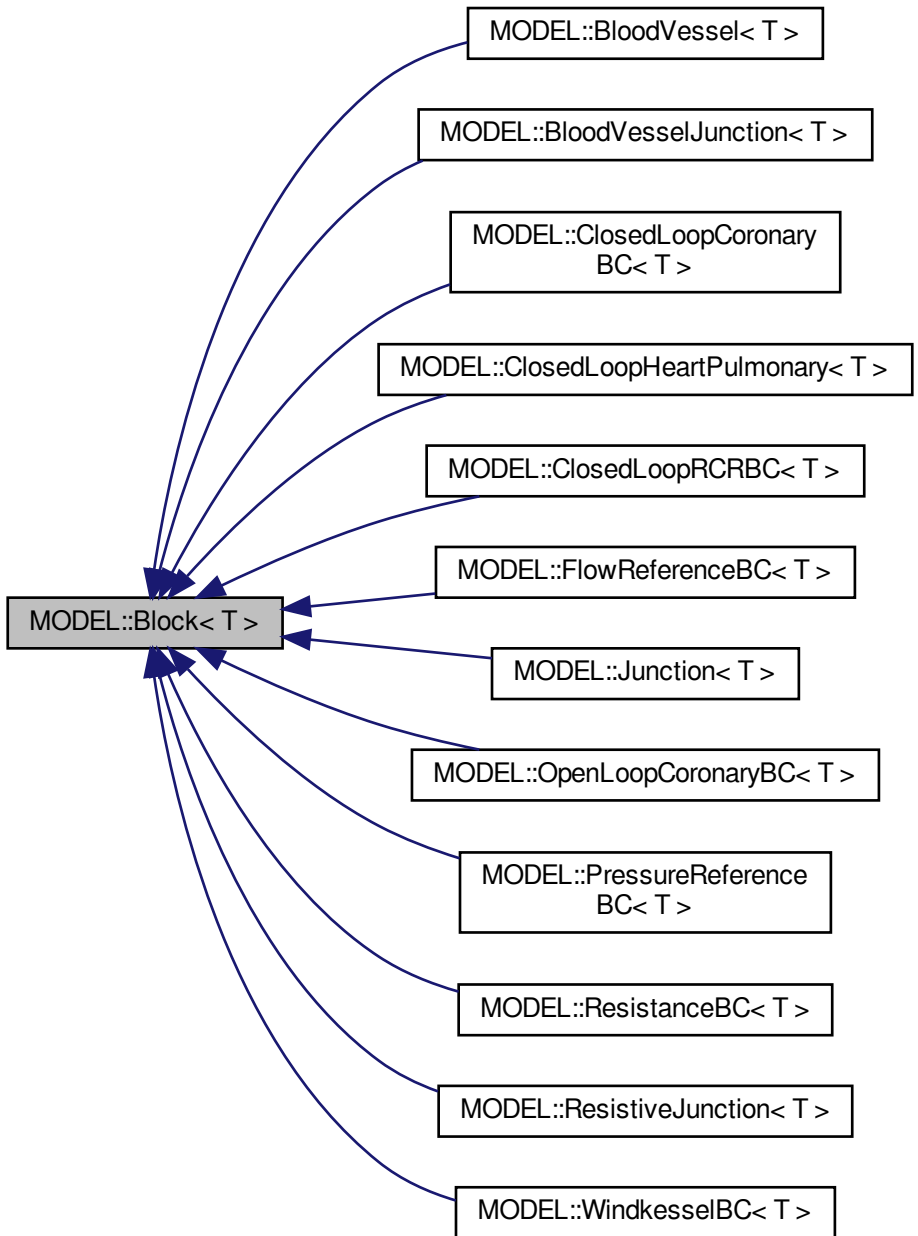 MODEL::BloodVessel< T >
MODEL::BloodVesselJunction< T >
MODEL::ClosedLoopCoronary
BC< T >
MODEL::ClosedLoopHeartPulmonary< T >
MODEL::ClosedLoopRCRBC< T >
MODEL::FlowReferenceBC< T >
MODEL::Block< T >
MODEL::Junction< T >
MODEL::OpenLoopCoronaryBC< T >
MODEL::PressureReference
BC< T >
MODEL::ResistanceBC< T >
MODEL::ResistiveJunction< T >
MODEL::WindkesselBC< T >